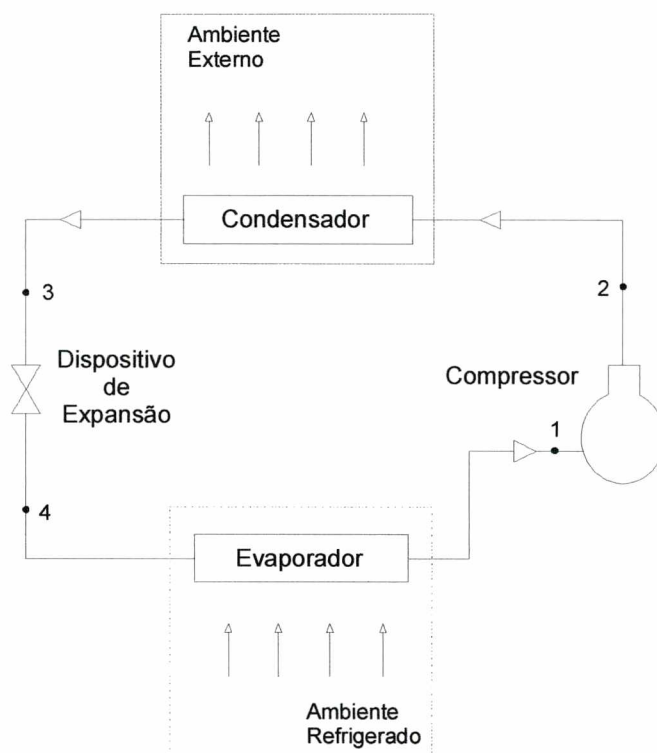 Ambiente
Externo
Condensador
3
2
Dispositivo
de
Expansão
Compressor
1
4
Evaporador
Ambiente
Refrigerado